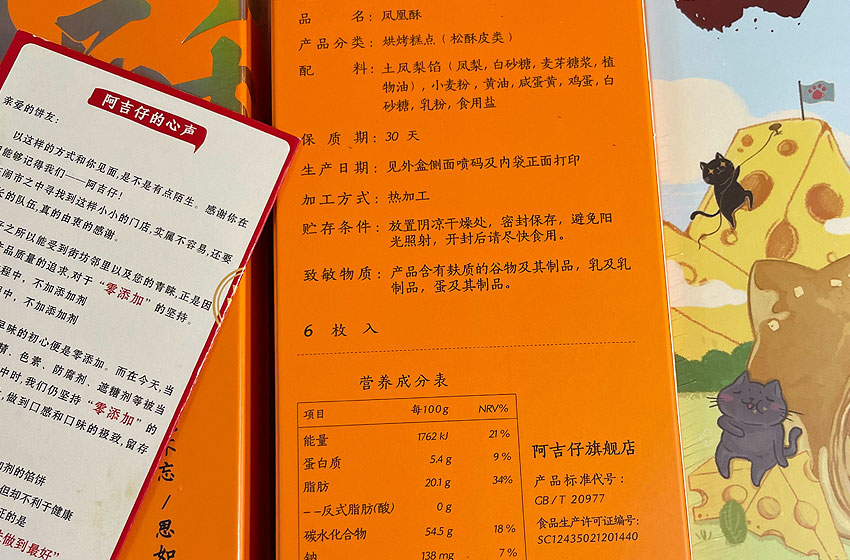 阿吉仔的心声
亲爱的饼友：
以这样的方式和你见面，是不是有点陌生。感谢你在
能够记得我们——阿吉仔！
闹市之中寻找到这样小小的门店，实属不容易，还要
长的队伍，真的由衷的感谢。
之所以能受到街坊邻里以及您的青睐，正是因
产品质量的追求，对于“零添加”的坚持。
程中，不加添加剂
中，不加添加剂
早味的初心便是零添加。而在今天，当
精、色素、防腐剂、遮糖剂等被当
中时，我们仍坚持“零添加”的
，做到口感和口味的极致，留存
加剂的馅饼
但却不利于健康
证的是
做到最好”
不忘/思如
品名：凤凰酥
产品分类：烘烤糕点（松酥皮类）
配料：土凤梨馅（凤梨，白砂糖，麦芽糖浆，植
物油），小麦粉，黄油，咸蛋黄，鸡蛋，白
砂糖，乳粉，食用盐
保质期：30 天
生产日期：见外盒侧面喷码及内袋正面打印
加工方式：热加工
贮存条件：放置阴凉干燥处，密封保存，避免阳
光照射，开封后请尽快食用。
致敏物质：产品含有麸质的谷物及其制品，乳及乳
制品，蛋及其制品。
6 枚 入
营养成分表
项目 每100g NRV%
能量 1762 kJ 21%
蛋白质 5.4 g 9%
脂肪 20.1 g 34%
——反式脂肪(酸) 0 g
碳水化合物 54.5 g 18%
钠 138 mg 7%
阿吉仔旗舰店
产品标准代号：
GB/T 20977
食品生产许可证编号:
SC12435021201440